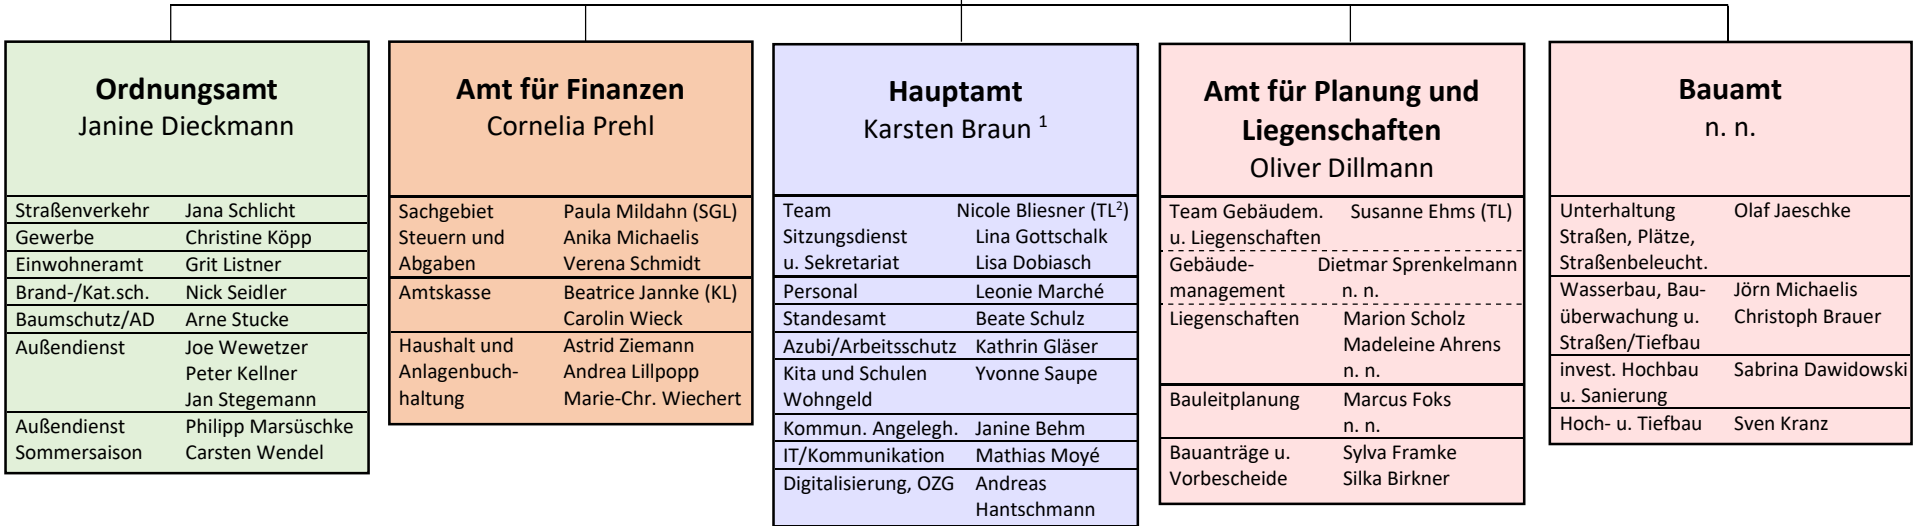 Ordnungsamt
Janine Dieckmann
Straßenverkehr Jana Schlicht
Gewerbe Christine Köpp
Einwohneramt Grit Listner
Brand-/Kat.sch. Nick Seidler
Baumschutz/AD Arne Stucke
Außendienst Joe Wewetzer
Peter Kellner
Jan Stegemann
Außendienst Philipp Marsüschke
Sommersaison Carsten Wendel
Amt für Finanzen
Cornelia Prehl
Sachgebiet Paula Mildahn (SGL)
Steuern und Anika Michaelis
Abgaben Verena Schmidt
Amtskasse Beatrice Jannke (KL)
Carolin Wieck
Haushalt und Astrid Ziemann
Anlagenbuch- Andrea Lillpopp
haltung Marie-Chr. Wiechert
Hauptamt
Karsten Braun ¹
Team Nicole Bliesner (TL²)
Sitzungsdienst Lina Gottschalk
u. Sekretariat Lisa Dobiasch
Personal Leonie Marché
Standesamt Beate Schulz
Azubi/Arbeitsschutz Kathrin Gläser
Kita und Schulen Yvonne Saupe
Wohngeld
Kommun. Angelegh. Janine Behm
IT/Kommunikation Mathias Moyé
Digitalisierung, OZG Andreas
Hantschmann
Amt für Planung und
Liegenschaften
Oliver Dillmann
Team Gebäudem. Susanne Ehms (TL)
u. Liegenschaften
Gebäude- Dietmar Sprenkelmann
management n. n.
Liegenschaften Marion Scholz
Madeleine Ahrens
n. n.
Bauleitplanung Marcus Foks
n. n.
Bauanträge u. Sylva Framke
Vorbescheide Silka Birkner
Bauamt
n. n.
Unterhaltung Olaf Jaeschke
Straßen, Plätze,
Straßenbeleucht.
Wasserbau, Bau- Jörn Michaelis
überwachung u. Christoph Brauer
Straßen/Tiefbau
invest. Hochbau Sabrina Dawidowski
u. Sanierung
Hoch- u. Tiefbau Sven Kranz